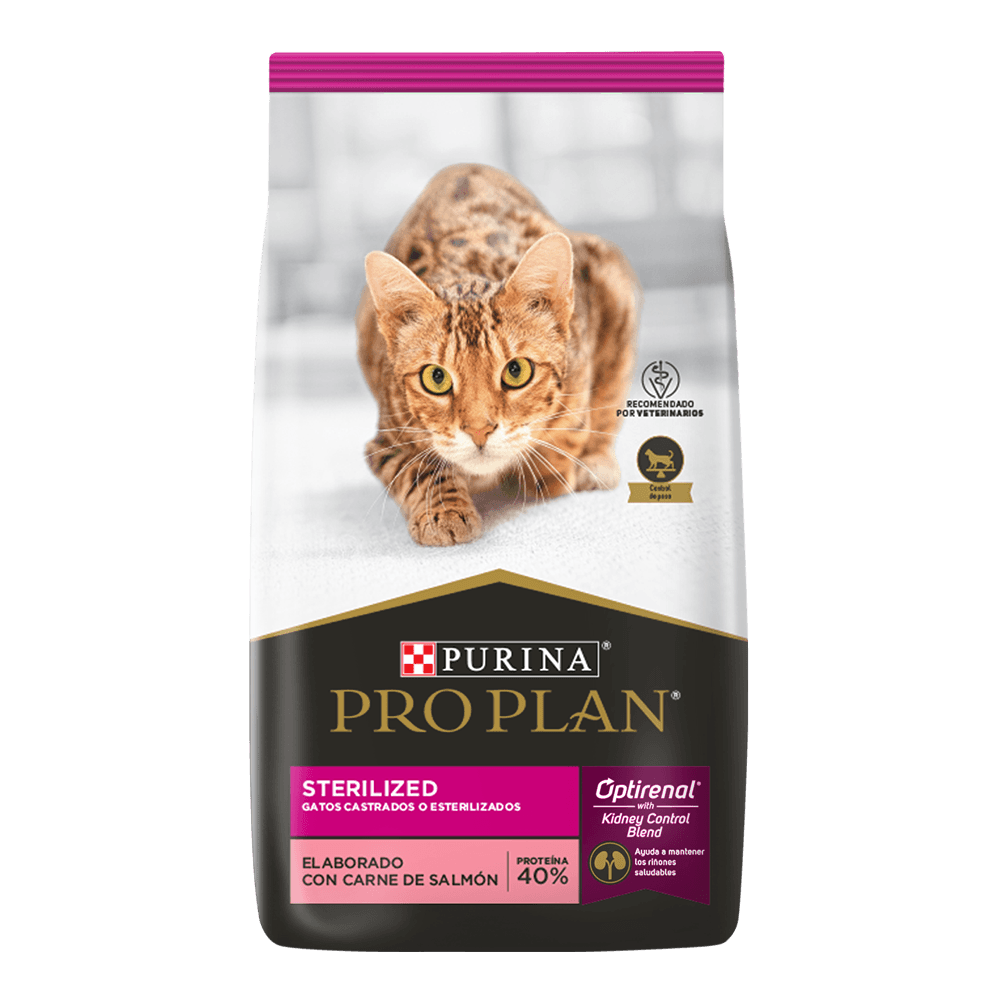 RECOMENDADO
POR VETERINARIOS
Control
de peso
PURINA®
PRO PLAN®
STERILIZED
GATOS CASTRADOS O ESTERILIZADOS
ELABORADO
CON CARNE DE SALMÓN
PROTEÍNA
40%
Optirenal®
with
Kidney Control
Blend
Ayuda a mantener
los riñones
saludables